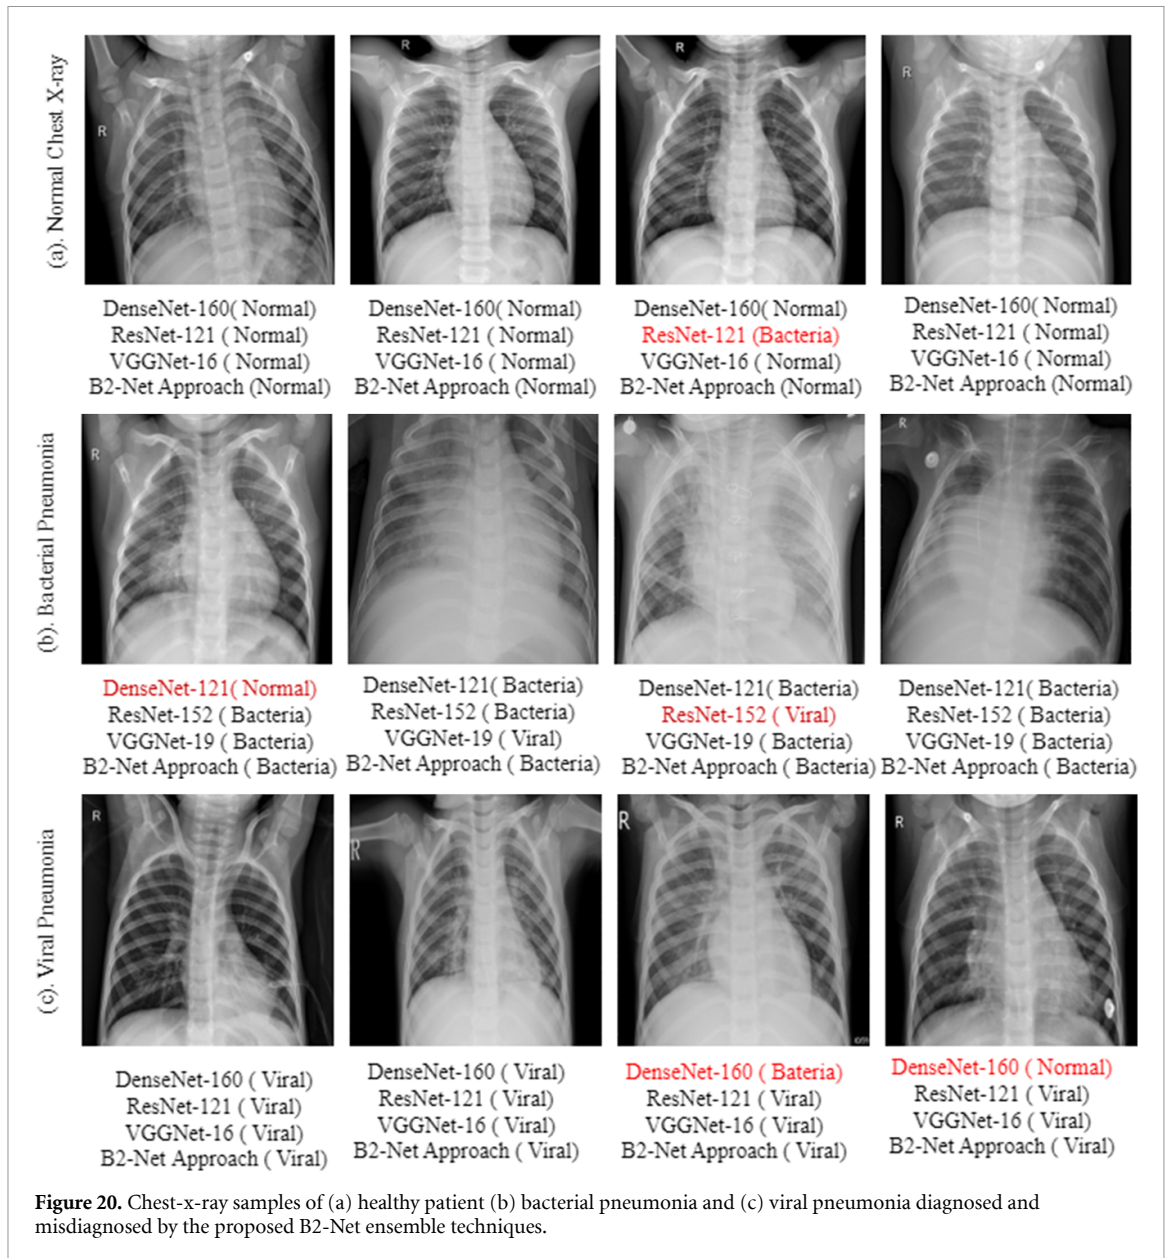 (a). Normal Chest X-ray
R
R
R
R
DenseNet-160( Normal)
ResNet-121 ( Normal)
VGGNet-16 ( Normal)
B2-Net Approach (Normal)
DenseNet-160( Normal)
ResNet-121 ( Normal)
VGGNet-16 ( Normal)
B2-Net Approach (Normal)
DenseNet-160( Normal)
ResNet-121 (Bacteria)
VGGNet-16 ( Normal)
B2-Net Approach (Normal)
DenseNet-160( Normal)
ResNet-121 ( Normal)
VGGNet-16 ( Normal)
B2-Net Approach (Normal)
(b). Bacterial Pneumonia
R
R
DenseNet-121( Normal)
ResNet-152 ( Bacteria)
VGGNet-19 ( Bacteria)
B2-Net Approach ( Bacteria)
DenseNet-121( Bacteria)
ResNet-152 ( Bacteria)
VGGNet-19 ( Viral)
B2-Net Approach ( Bacteria)
DenseNet-121( Bacteria)
ResNet-152 ( Viral)
VGGNet-19 ( Bacteria)
B2-Net Approach ( Bacteria)
DenseNet-121( Bacteria)
ResNet-152 ( Bacteria)
VGGNet-19 ( Bacteria)
B2-Net Approach ( Bacteria)
(c). Viral Pneumonia
R
R
R
R
DenseNet-160 ( Viral)
ResNet-121 ( Viral)
VGGNet-16 ( Viral)
B2-Net Approach ( Viral)
DenseNet-160 ( Viral)
ResNet-121 ( Viral)
VGGNet-16 ( Viral)
B2-Net Approach ( Viral)
DenseNet-160 ( Bateria)
ResNet-121 ( Viral)
VGGNet-16 ( Viral)
B2-Net Approach ( Viral)
DenseNet-160 ( Normal)
ResNet-121 ( Viral)
VGGNet-16 ( Viral)
B2-Net Approach ( Viral)
Figure 20. Chest-x-ray samples of (a) healthy patient (b) bacterial pneumonia and (c) viral pneumonia diagnosed and
misdiagnosed by the proposed B2-Net ensemble techniques.